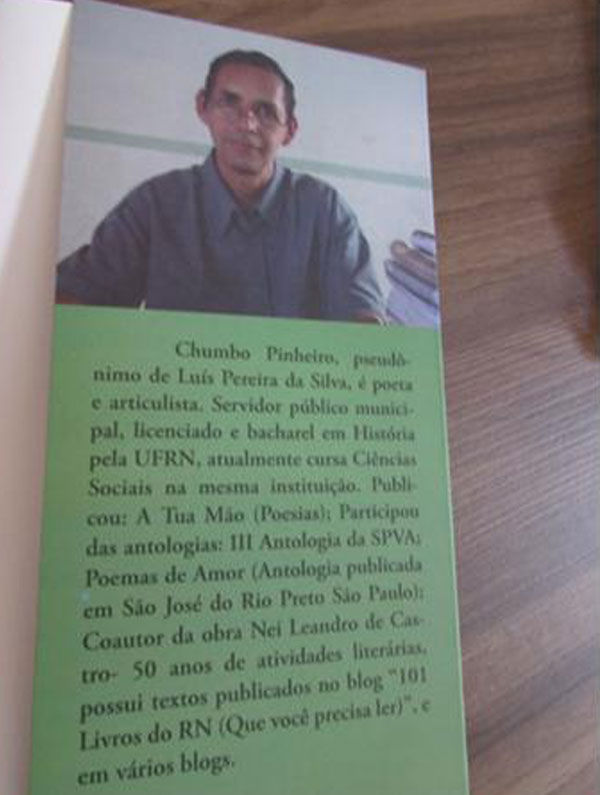 Chumbo Pinheiro, pseudô-
nimo de Luís Pereira da Silva, é poeta
e articulista. Servidor público munici-
pal, licenciado e bacharel em História
pela UFRN, atualmente cursa Ciências
Sociais na mesma instituição. Publi-
cou: A Tua Mão (Poesias); Participou
das antologias: III Antologia da SPVA;
Poemas de Amor (Antologia publicada
em São José do Rio Preto São Paulo);
Coautor da obra Nei Leandro de Cas-
tro- 50 anos de atividades literárias,
possui textos publicados no blog "101
Livros do RN (Que você precisa ler)", e
em vários blogs.